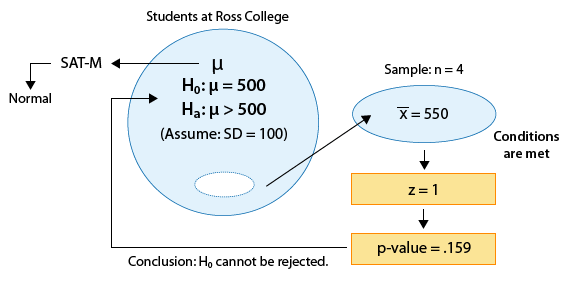 Students at Ross College
SAT-M
μ
Normal
H₀: μ = 500
Hₐ: μ > 500
(Assume: SD = 100)
Sample: n = 4
x̅ = 550
Conditions
are met
z = 1
p-value = .159
Conclusion: H₀ cannot be rejected.